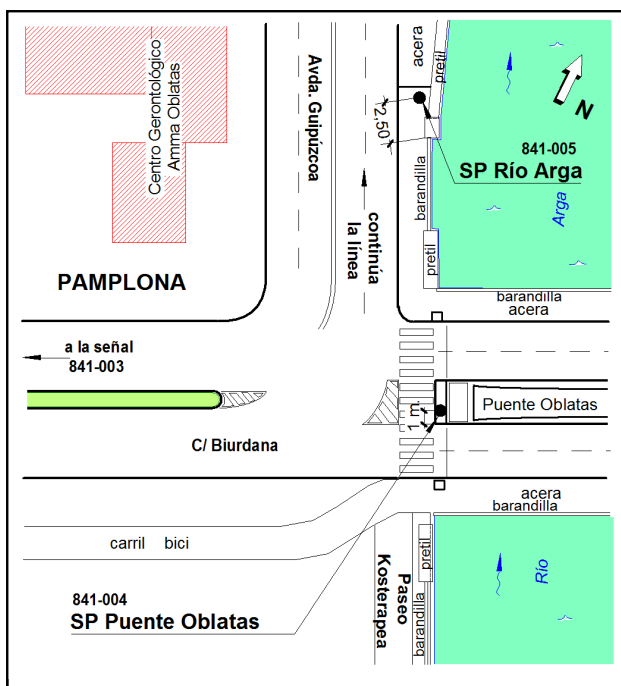 Centro Gerontológico
Amma Oblatas
Avda. Guipúzcoa
acera
pretil
N
2,50
841-005
SP Río Arga
barandilla
Arga
continúa
la línea
pretil
PAMPLONA
barandilla
acera
a la señal
841-003
Puente Oblatas
1 m.
C/ Biurdana
acera
barandilla
carril bici
pretil
Río
Paseo
Kosterapea
barandilla
841-004
SP Puente Oblatas